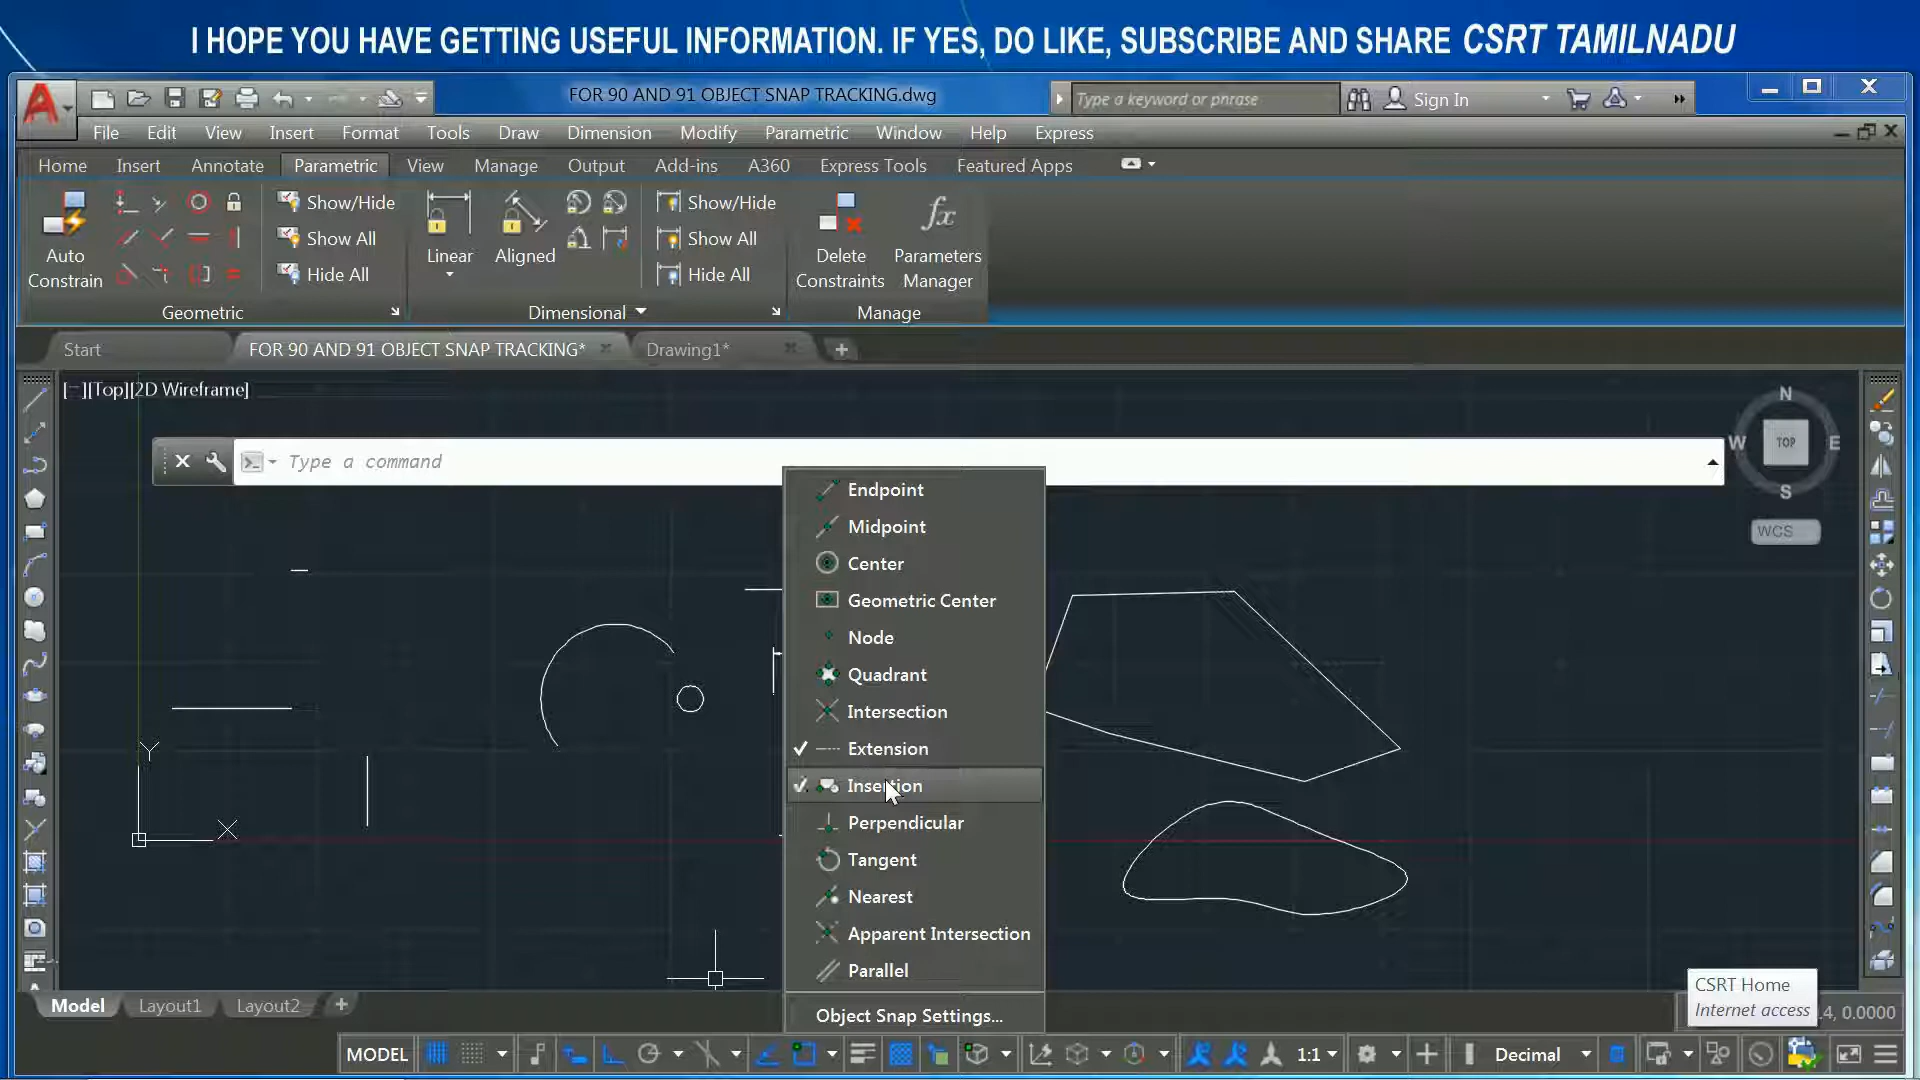 I HOPE YOU HAVE GETTING USEFUL INFORMATION. IF YES, DO LIKE, SUBSCRIBE AND SHARE CSRT TAMILNADU
FOR 90 AND 91 OBJECT SNAP TRACKING.dwg
Type a keyword or phrase
Sign In
File Edit View Insert Format Tools Draw Dimension Modify Parametric Window Help Express
Home Insert Annotate Parametric View Manage Output Add-ins A360 Express Tools Featured Apps
Auto
Constrain
Show/Hide
Show All
Hide All
Geometric
Linear
Aligned
Show/Hide
Show All
Hide All
Dimensional
Delete
Constraints
Parameters
Manager
Manage
Start
FOR 90 AND 91 OBJECT SNAP TRACKING*
Drawing1*
[−][Top][2D Wireframe]
Type a command
N
W TOP E
S
WCS
Endpoint
Midpoint
Center
Geometric Center
Node
Quadrant
Intersection
Extension
Insertion
Perpendicular
Tangent
Nearest
Apparent Intersection
Parallel
Object Snap Settings...
Y
X
CSRT Home
Internet access
4, 0.0000
Model Layout1 Layout2
MODEL
1:1
Decimal